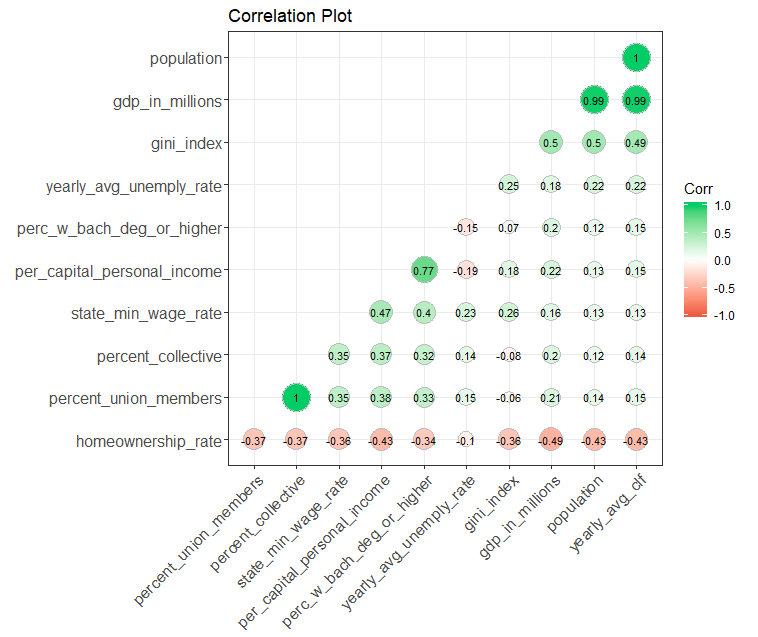 Correlation Plot
population 1
gdp_in_millions 0.99 0.99
gini_index 0.5 0.5 0.49
yearly_avg_unemply_rate 0.25 0.18 0.22 0.22
perc_w_bach_deg_or_higher -0.15 0.07 0.2 0.12 0.15
per_capital_personal_income 0.77 -0.19 0.18 0.22 0.13 0.15
state_min_wage_rate 0.47 0.4 0.23 0.26 0.16 0.13 0.13
percent_collective 0.35 0.37 0.32 0.14 -0.08 0.2 0.12 0.14
percent_union_members 1 0.35 0.38 0.33 0.15 -0.06 0.21 0.14 0.15
homeownership_rate -0.37 -0.37 -0.36 -0.43 -0.34 -0.1 -0.36 -0.49 -0.43 -0.43
percent_union_members
percent_collective
state_min_wage_rate
per_capital_personal_income
perc_w_bach_deg_or_higher
yearly_avg_unemply_rate
gini_index
gdp_in_millions
population
yearly_avg_clf
Corr
1.0
0.5
0.0
-0.5
-1.0